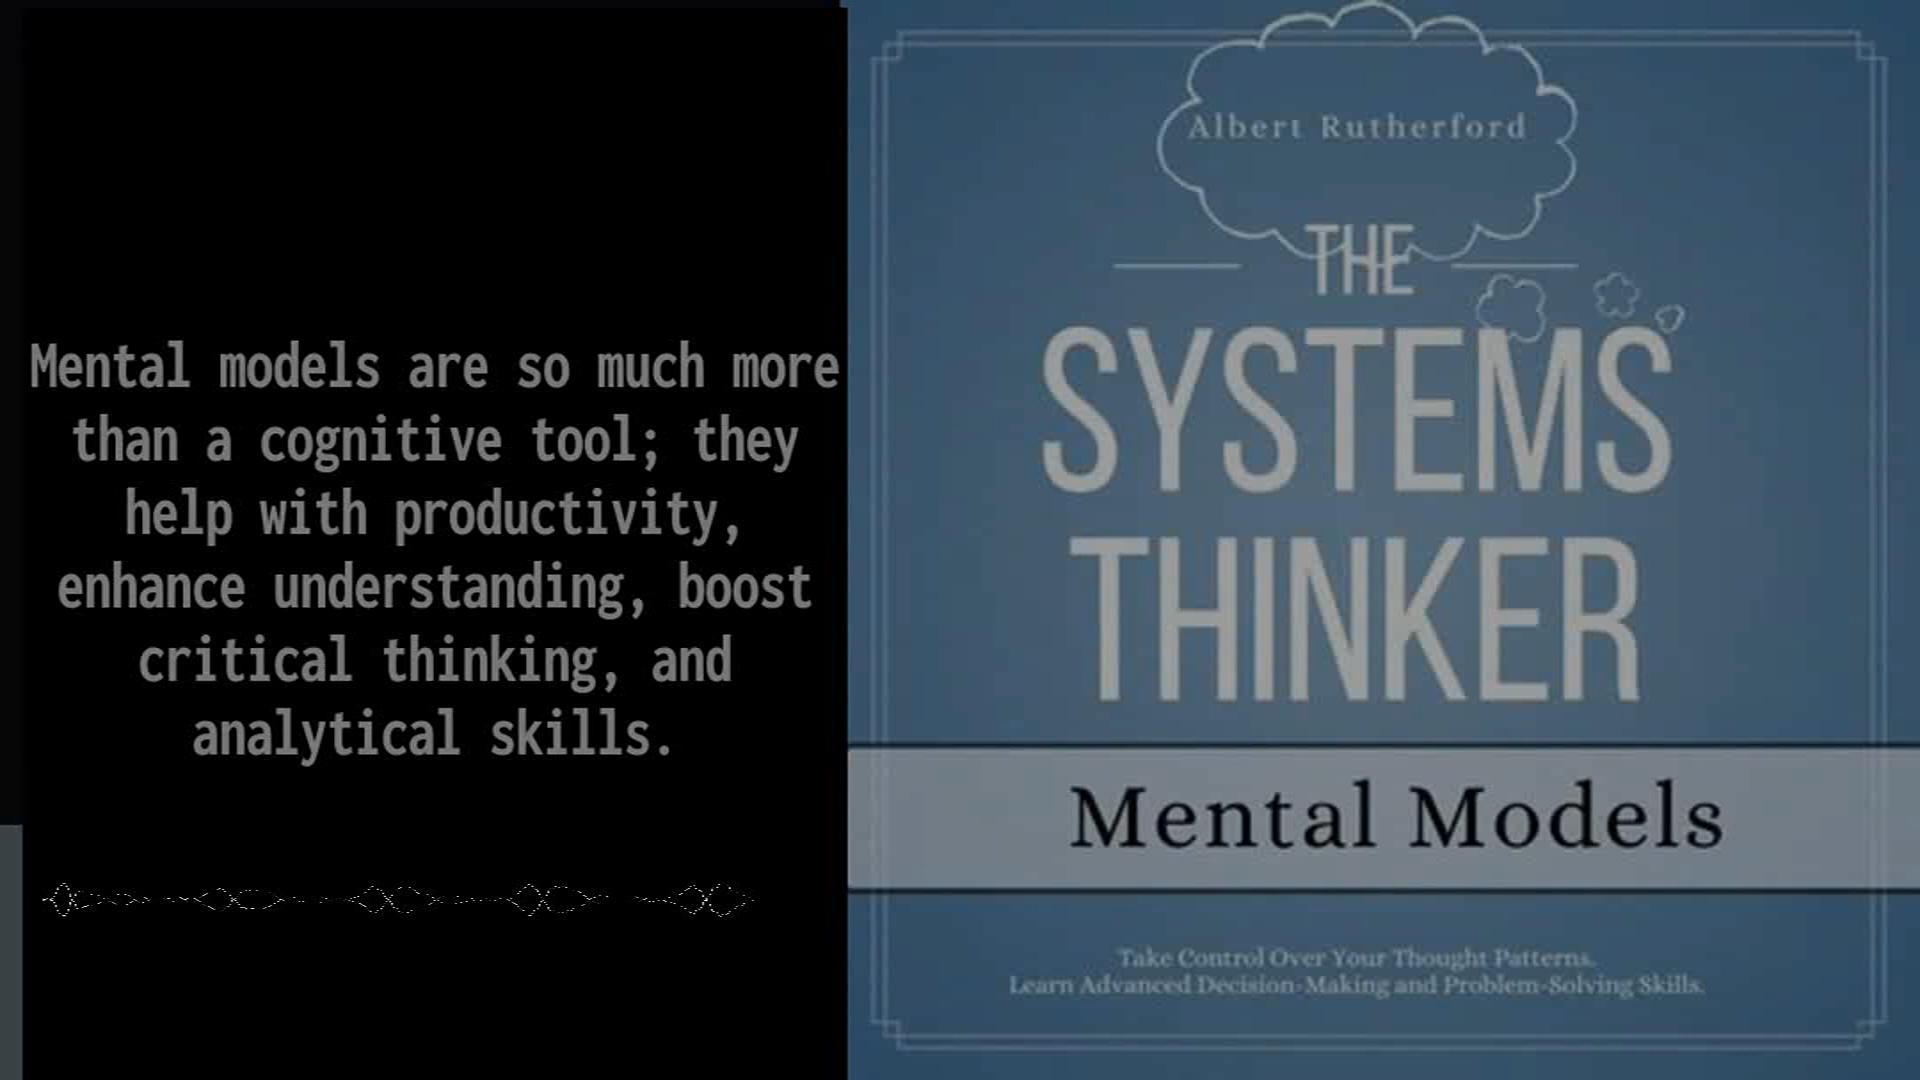 Mental models are so much more
than a cognitive tool; they
help with productivity,
enhance understanding, boost
critical thinking, and
analytical skills.
Albert Rutherford
THE
SYSTEMS
THINKER
Mental Models
Take Control Over Your Thought Patterns.
Learn Advanced Decision-Making and Problem-Solving Skills.